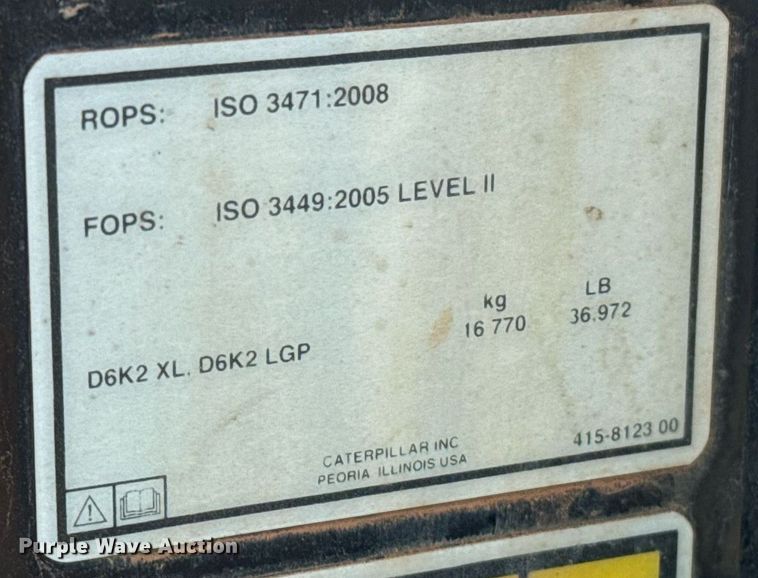 ROPS: ISO 3471:2008
FOPS: ISO 3449:2005 LEVEL II
kg LB
D6K2 XL, D6K2 LGP 16 770 36.972
CATERPILLAR INC
PEORIA ILLINOIS USA
415-8123 00
Purple Wave Auction